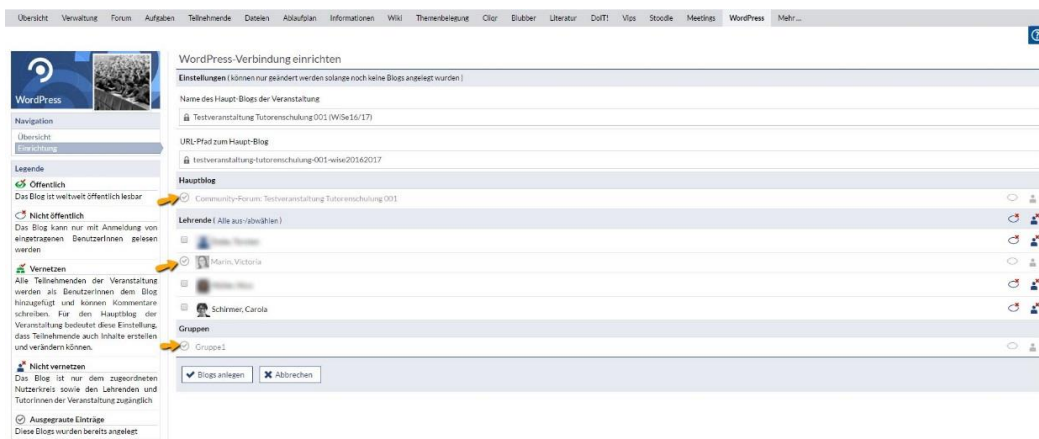 Übersicht Verwaltung Forum Aufgaben Teilnehmende Dateien Ablaufplan Informationen Wiki Themenbelegung Cliqr Blubber Literatur DoIT! Vips Stoodle Meetings WordPress Mehr...
WordPress
Navigation
Übersicht
Einrichtung
Legende
Öffentlich
Das Blog ist weltweit öffentlich lesbar
Nicht öffentlich
Das Blog kann nur mit Anmeldung von
eingetragenen BenutzerInnen gelesen
werden
Vernetzen
Alle Teilnehmenden der Veranstaltung
werden als BenutzerInnen dem Blog
hinzugefügt und können Kommentare
schreiben. Für den Hauptblog der
Veranstaltung bedeutet diese Einstellung,
dass Teilnehmende auch Inhalte erstellen
und verändern können.
Nicht vernetzen
Das Blog ist nur dem zugeordneten
Nutzerkreis sowie den Lehrenden und
TutorInnen der Veranstaltung zugänglich
Ausgegraute Einträge
Diese Blogs wurden bereits angelegt
WordPress-Verbindung einrichten
Einstellungen (können nur geändert werden solange noch keine Blogs angelegt wurden)
Name des Haupt-Blogs der Veranstaltung
Testveranstaltung Tutorenschulung 001 (WiSe16/17)
URL-Pfad zum Haupt-Blog
testveranstaltung-tutorenschulung-001-wise20162017
Hauptblog
Community-Forum: Testveranstaltung Tutorenschulung 001
Lehrende (Alle aus-/abwählen)
Marin, Victoria
Schirmer, Carola
Gruppen
Gruppe1
Blogs anlegen Abbrechen